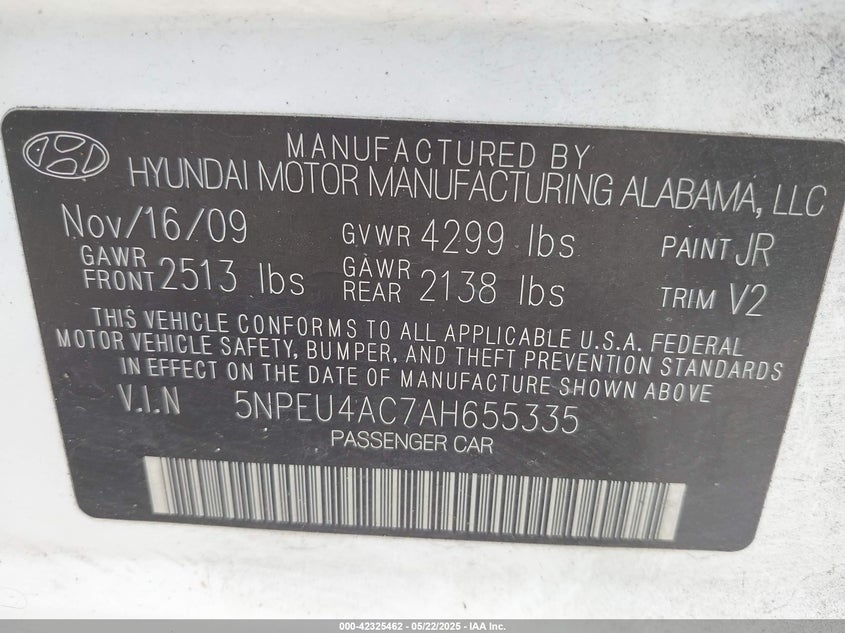 MANUFACTURED BY
HYUNDAI MOTOR MANUFACTURING ALABAMA, LLC
Nov/16/09 GVWR 4299 lbs PAINT JR
GAWR FRONT 2513 lbs GAWR REAR 2138 lbs TRIM V2
THIS VEHICLE CONFORMS TO ALL APPLICABLE U.S.A. FEDERAL
MOTOR VEHICLE SAFETY, BUMPER, AND THEFT PREVENTION STANDARDS
IN EFFECT ON THE DATE OF MANUFACTURE SHOWN ABOVE
V.I.N 5NPEU4AC7AH655335
PASSENGER CAR
000-42325462 - 05/22/2025 - IAA Inc.